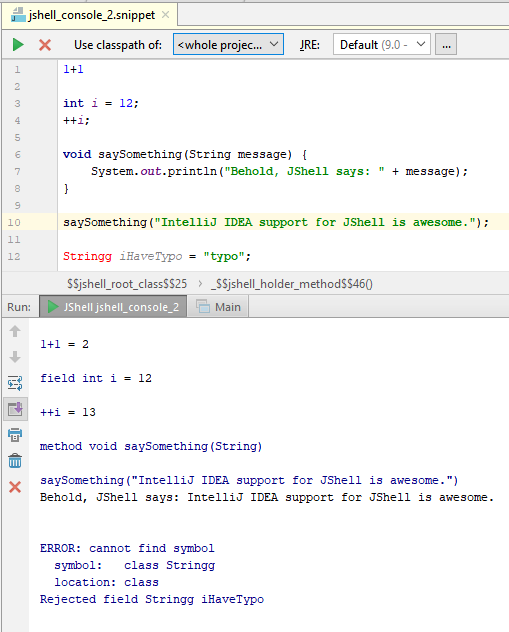 jshell_console_2.snippet
Use classpath of: <whole projec... JRE: Default (9.0 - ...
1 1+1
2
3 int i = 12;
4 ++i;
5
6 void saySomething(String message) {
7 System.out.println("Behold, JShell says: " + message);
8 }
9
10 saySomething("IntelliJ IDEA support for JShell is awesome.");
11
12 Stringg iHaveTypo = "typo";
$$jshell_root_class$$25 › _$$jshell_holder_method$$46()
Run: JShell jshell_console_2 Main
1+1 = 2
field int i = 12
++i = 13
method void saySomething(String)
saySomething("IntelliJ IDEA support for JShell is awesome.")
Behold, JShell says: IntelliJ IDEA support for JShell is awesome.
ERROR: cannot find symbol
symbol: class Stringg
location: class
Rejected field Stringg iHaveTypo